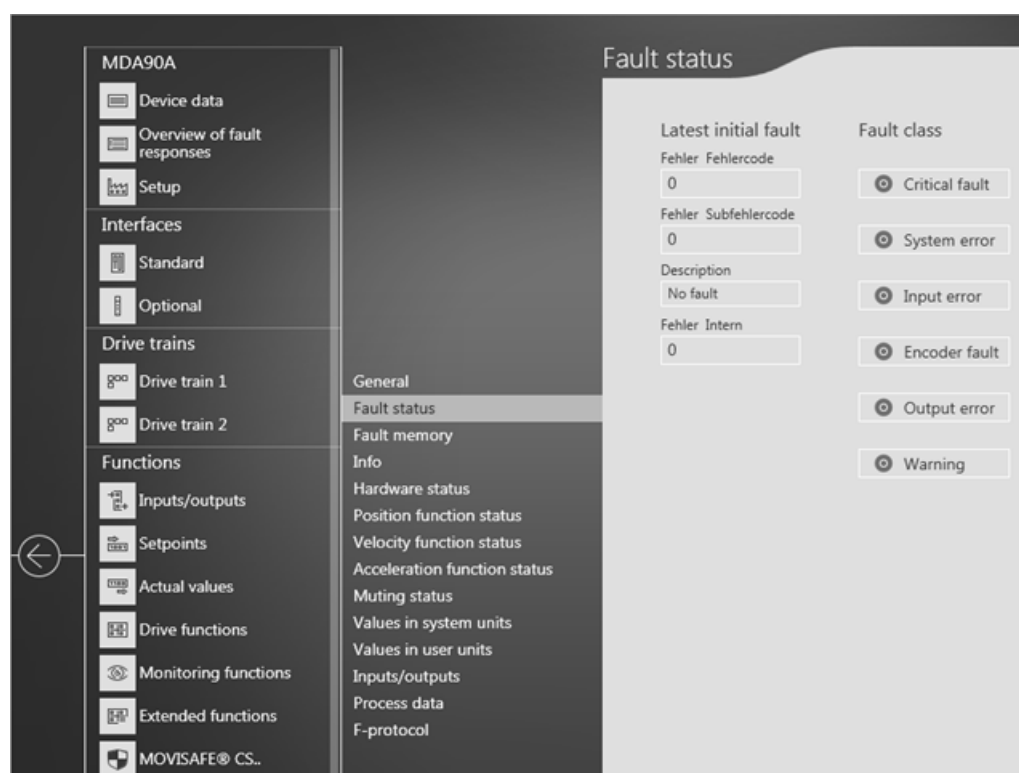 MDA90A
Device data
Overview of fault
responses
Setup
Interfaces
Standard
Optional
Drive trains
Drive train 1
Drive train 2
Functions
Inputs/outputs
Setpoints
Actual values
Drive functions
Monitoring functions
Extended functions
MOVISAFE® CS..
General
Fault status
Fault memory
Info
Hardware status
Position function status
Velocity function status
Acceleration function status
Muting status
Values in system units
Values in user units
Inputs/outputs
Process data
F-protocol
Fault status
Latest initial fault
Fehler Fehlercode
0
Fehler Subfehlercode
0
Description
No fault
Fehler Intern
0
Fault class
Critical fault
System error
Input error
Encoder fault
Output error
Warning